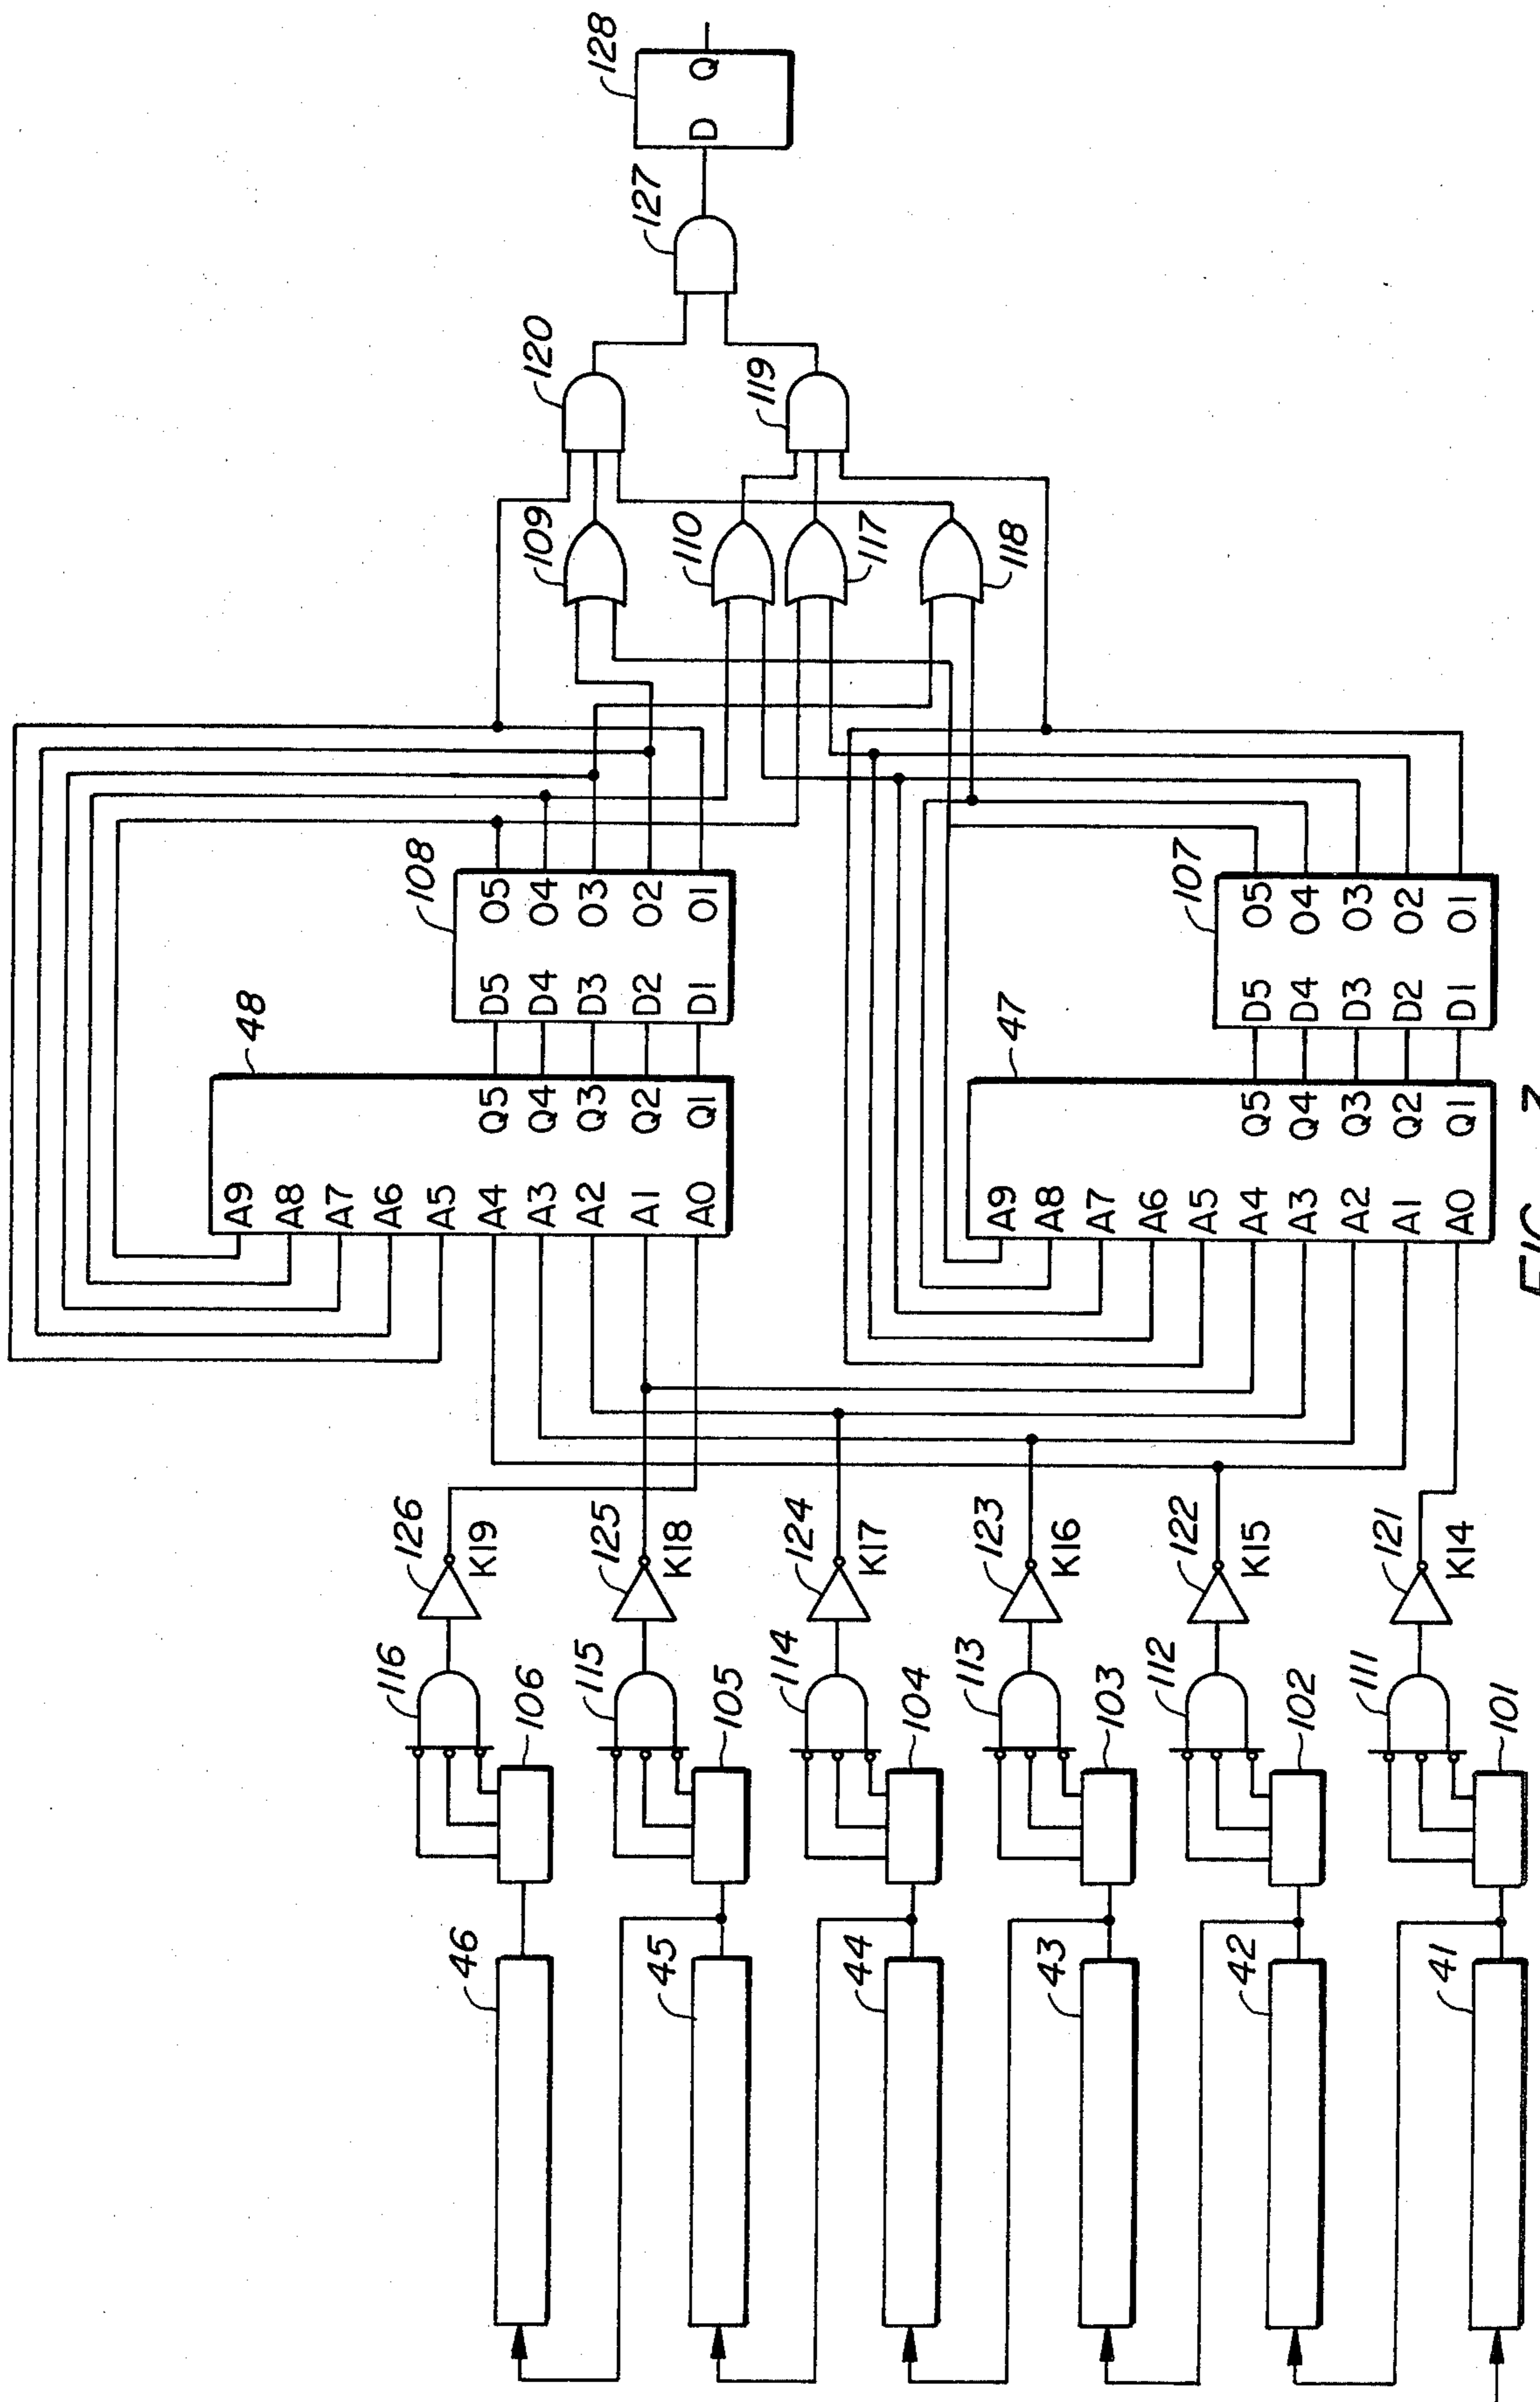 46
45
44
43
42
41
106
105
104
103
102
101
116
115
114
113
112
111
126
125
124
123
122
121
K19
K18
K17
K16
K15
K14
48
A9
A8
A7
A6
A5
A4
A3
A2
A1
A0
Q5
Q4
Q3
Q2
Q1
108
D5 O5
D4 O4
D3 O3
D2 O2
D1 O1
47
A9
A8
A7
A6
A5
A4
A3
A2
A1
A0
Q5
Q4
Q3
Q2
Q1
107
D5 O5
D4 O4
D3 O3
D2 O2
D1 O1
109
110
117
118
120
119
127
128
D Q
FIG.